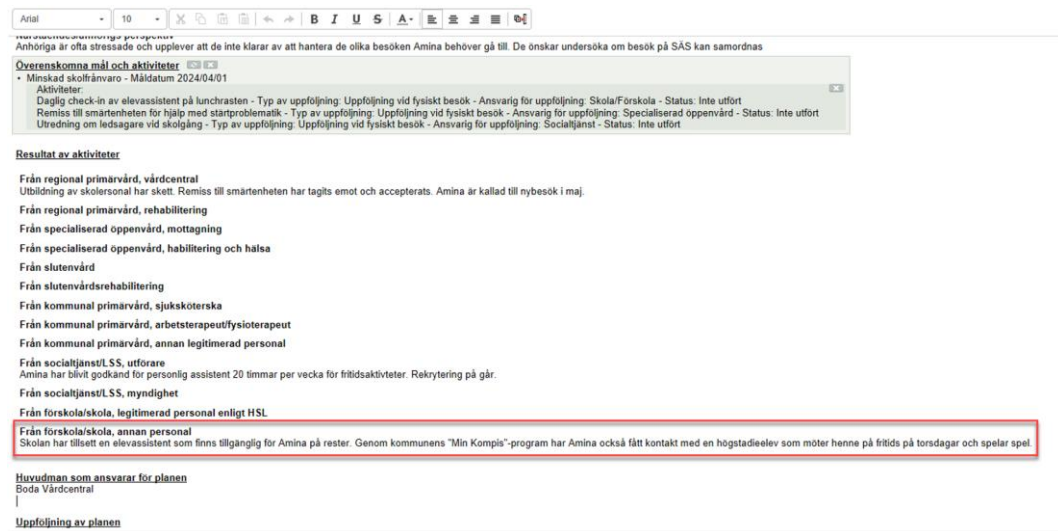 Arial 10 B I U S A
Närståendes/anhörigs perspektiv
Anhöriga är ofta stressade och upplever att de inte klarar av att hantera de olika besöken Amina behöver gå till. De önskar undersöka om besök på SÄS kan samordnas
Överenskomna mål och aktiviteter
• Minskad skolfrånvaro - Måldatum 2024/04/01
Aktiviteter:
Daglig check-in av elevassistent på lunchrasten - Typ av uppföljning: Uppföljning vid fysiskt besök - Ansvarig för uppföljning: Skola/Förskola - Status: Inte utfört
Remiss till smärtenheten för hjälp med störtproblematik - Typ av uppföljning: Uppföljning vid fysiskt besök - Ansvarig för uppföljning: Specialiserad öppenvård - Status: Inte utfört
Utredning om ledsagare vid skolgång - Typ av uppföljning: Uppföljning vid fysiskt besök - Ansvarig för uppföljning: Socialtjänst - Status: Inte utfört
Resultat av aktiviteter
Från regional primärvård, vårdcentral
Utbildning av skolersonal har skett. Remiss till smärtenheten har tagits emot och accepterats. Amina är kallad till nybesök i maj.
Från regional primärvård, rehabilitering
Från specialiserad öppenvård, mottagning
Från specialiserad öppenvård, habilitering och hälsa
Från slutenvård
Från slutenvårdsrehabilitering
Från kommunal primärvård, sjuksköterska
Från kommunal primärvård, arbetsterapeut/fysioterapeut
Från kommunal primärvård, annan legitimerad personal
Från socialtjänst/LSS, utförare
Amina har blivit godkänd för personlig assistent 20 timmar per vecka för fritidsaktivteter. Rekrytering på går.
Från socialtjänst/LSS, myndighet
Från förskola/skola, legitimerad personal enligt HSL
Från förskola/skola, annan personal
Skolan har tillsett en elevassistent som finns tillgänglig för Amina på rester. Genom kommunens "Min Kompis"-program har Amina också fått kontakt med en högstadieelev som möter henne på fritids på torsdagar och spelar spel.
Huvudman som ansvarar för planen
Boda Vårdcentral
Uppföljning av planen